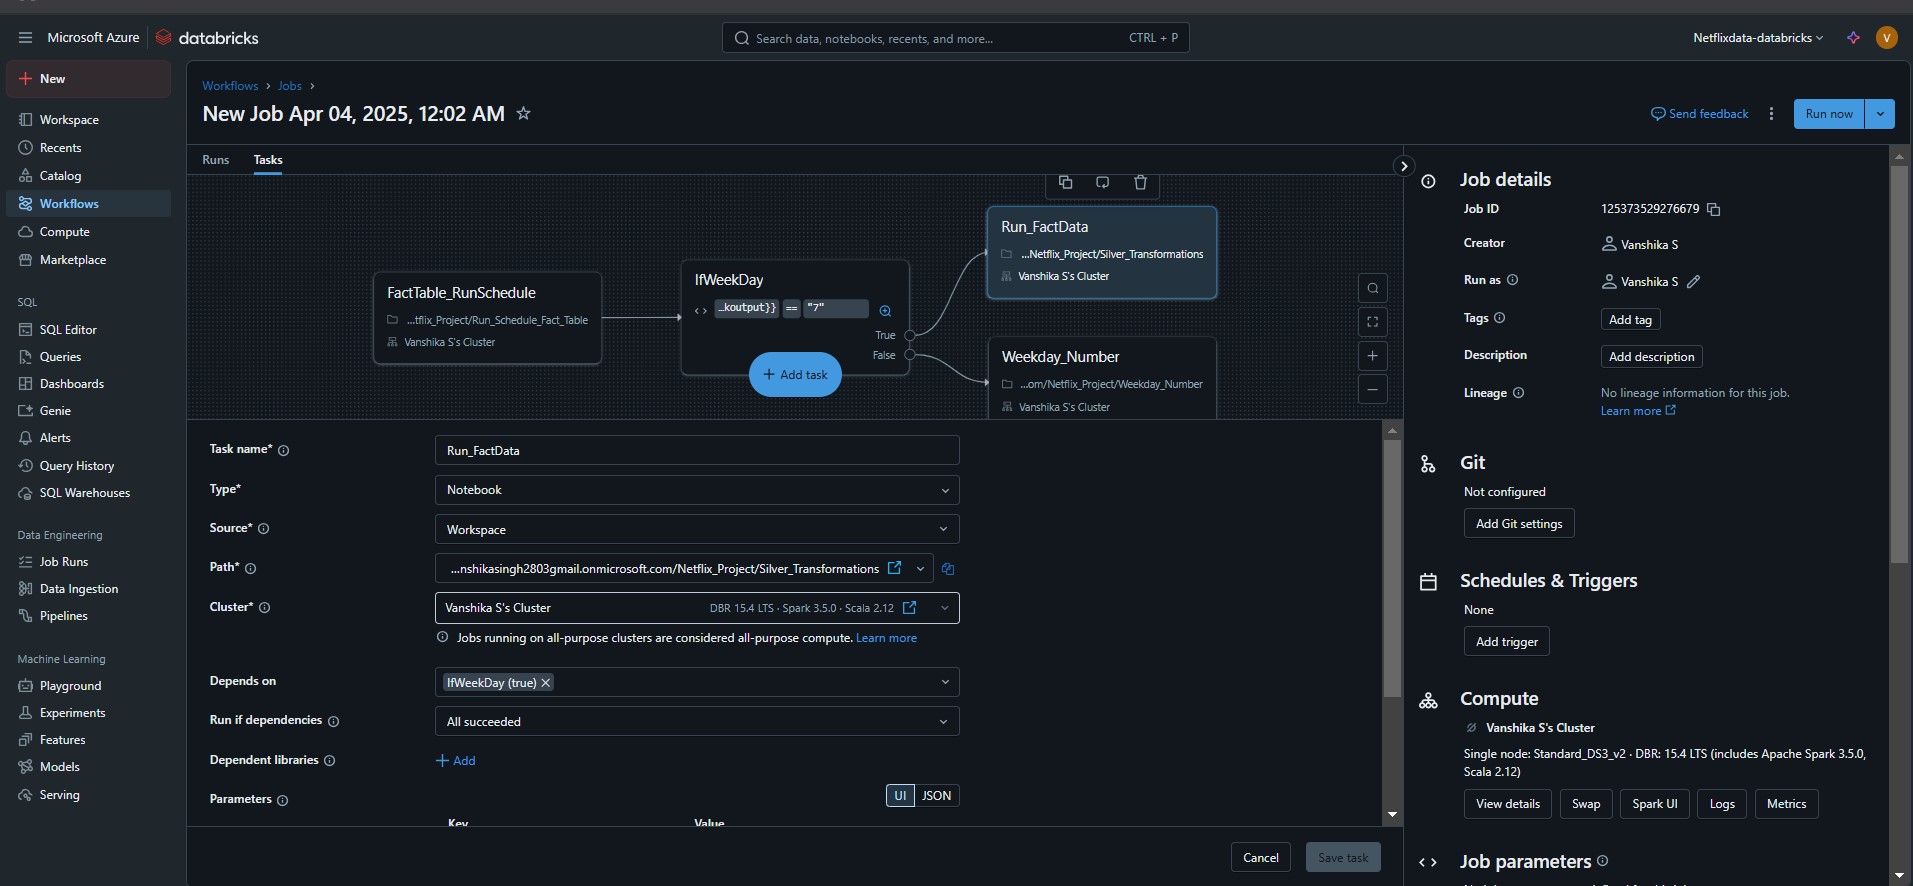 Microsoft Azure databricks
Search data, notebooks, recents, and more... CTRL + P
Netflixdata-databricks V
New
Workspace
Recents
Catalog
Workflows
Compute
Marketplace
SQL
SQL Editor
Queries
Dashboards
Genie
Alerts
Query History
SQL Warehouses
Data Engineering
Job Runs
Data Ingestion
Pipelines
Machine Learning
Playground
Experiments
Features
Models
Serving
Workflows › Jobs ›
New Job Apr 04, 2025, 12:02 AM
Send feedback
Run now
Runs Tasks
FactTable_RunSchedule
...tflix_Project/Run_Schedule_Fact_Table
Vanshika S's Cluster
IfWeekDay
...koutput}} == "7"
True
False
+ Add task
Run_FactData
...Netflix_Project/Silver_Transformations
Vanshika S's Cluster
Weekday_Number
...om/Netflix_Project/Weekday_Number
Vanshika S's Cluster
Task name* Run_FactData
Type* Notebook
Source* Workspace
Path* ...nshikasingh2803gmail.onmicrosoft.com/Netflix_Project/Silver_Transformations
Cluster* Vanshika S's Cluster DBR 15.4 LTS · Spark 3.5.0 · Scala 2.12
Jobs running on all-purpose clusters are considered all-purpose compute. Learn more
Depends on IfWeekDay (true)
Run if dependencies All succeeded
Dependent libraries + Add
Parameters UI JSON
Key Value
Cancel Save task
Job details
Job ID 125373529276679
Creator Vanshika S
Run as Vanshika S
Tags Add tag
Description Add description
Lineage No lineage information for this job.
Learn more
Git
Not configured
Add Git settings
Schedules & Triggers
None
Add trigger
Compute
Vanshika S's Cluster
Single node: Standard_DS3_v2 · DBR: 15.4 LTS (includes Apache Spark 3.5.0,
Scala 2.12)
View details Swap Spark UI Logs Metrics
Job parameters